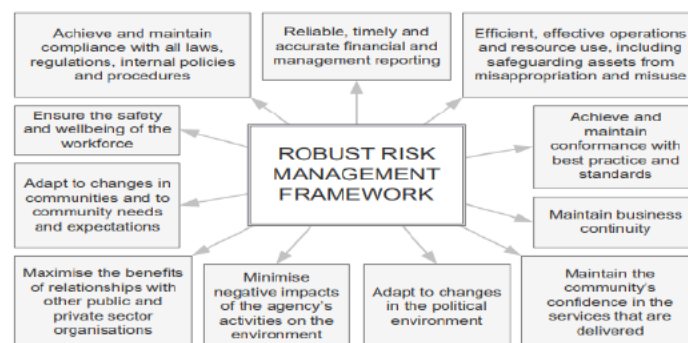 Achieve and maintain
compliance with all laws,
regulations, internal policies
and procedures
Reliable, timely and
accurate financial and
management reporting
Efficient, effective operations
and resource use, including
safeguarding assets from
misappropriation and misuse
Ensure the safety
and wellbeing of the
workforce
ROBUST RISK
MANAGEMENT
FRAMEWORK
Achieve and
maintain
conformance with
best practice and
standards
Adapt to changes in
communities and to
community needs
and expectations
Maintain business
continuity
Maximise the benefits
of relationships with
other public and
private sector
organisations
Minimise
negative impacts
of the agency's
activities on the
environment
Adapt to changes
in the political
environment
Maintain the
community's
confidence in the
services that are
delivered